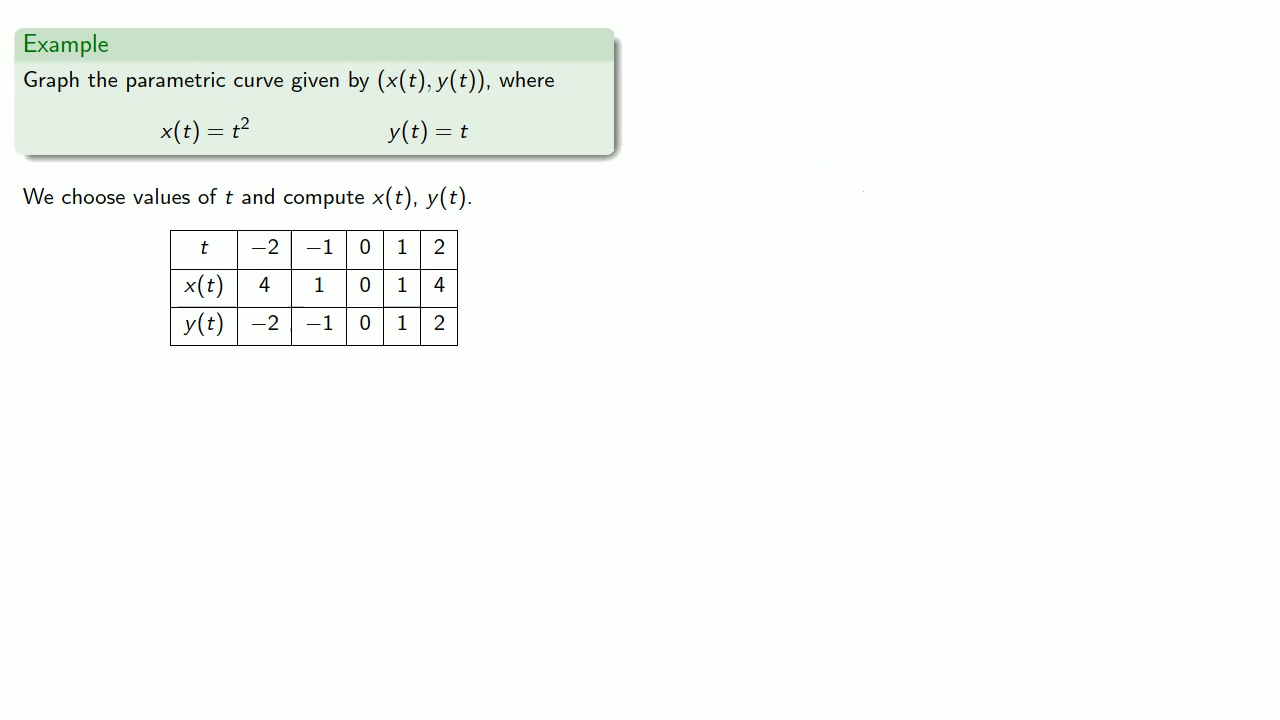 Example
Graph the parametric curve given by (x(t), y(t)), where
x(t) = t² y(t) = t
We choose values of t and compute x(t), y(t).
t −2 −1 0 1 2
x(t) 4 1 0 1 4
y(t) −2 −1 0 1 2